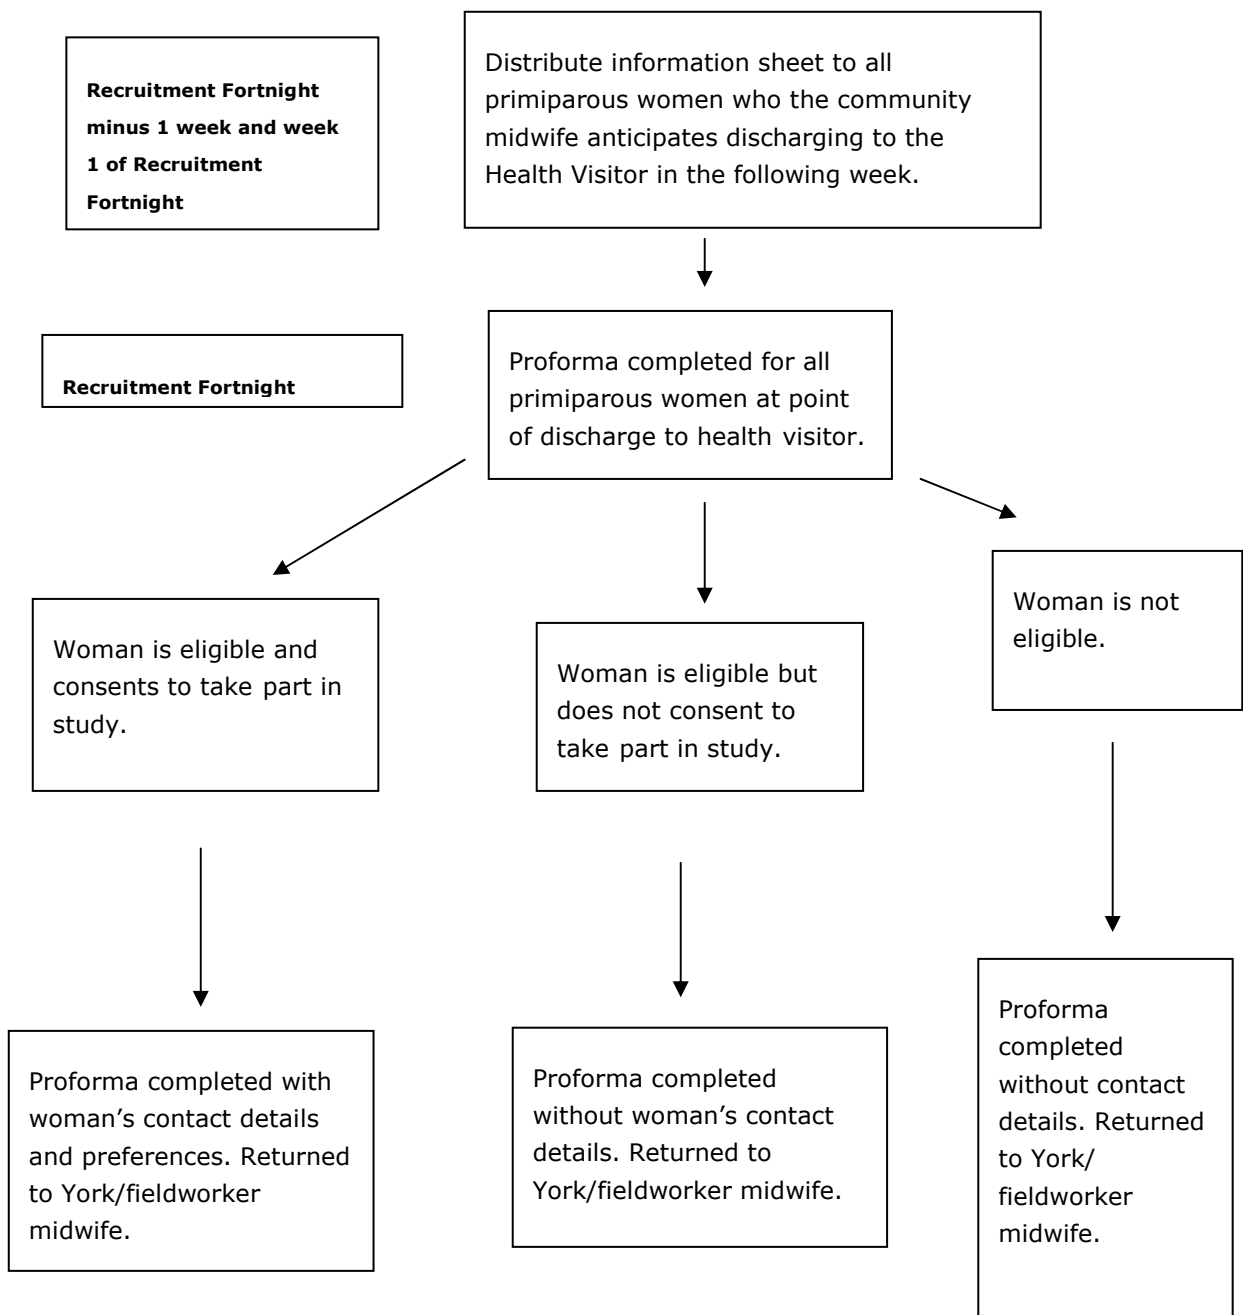 Recruitment Fortnight
minus 1 week and week
1 of Recruitment
Fortnight
Distribute information sheet to all
primiparous women who the community
midwife anticipates discharging to the
Health Visitor in the following week.
Recruitment Fortnight
Proforma completed for all
primiparous women at point
of discharge to health visitor.
Woman is eligible and
consents to take part in
study.
Woman is eligible but
does not consent to
take part in study.
Woman is not
eligible.
Proforma completed with
woman’s contact details
and preferences. Returned
to York/fieldworker
midwife.
Proforma completed
without woman’s contact
details. Returned to
York/fieldworker midwife.
Proforma
completed
without contact
details. Returned
to York/
fieldworker
midwife.